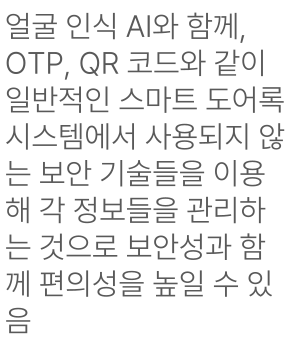 얼굴 인식 AI와 함께,
OTP, QR 코드와 같이
일반적인 스마트 도어록
시스템에서 사용되지 않
는 보안 기술들을 이용
해 각 정보들을 관리하
는 것으로 보안성과 함
께 편의성을 높일 수 있
음